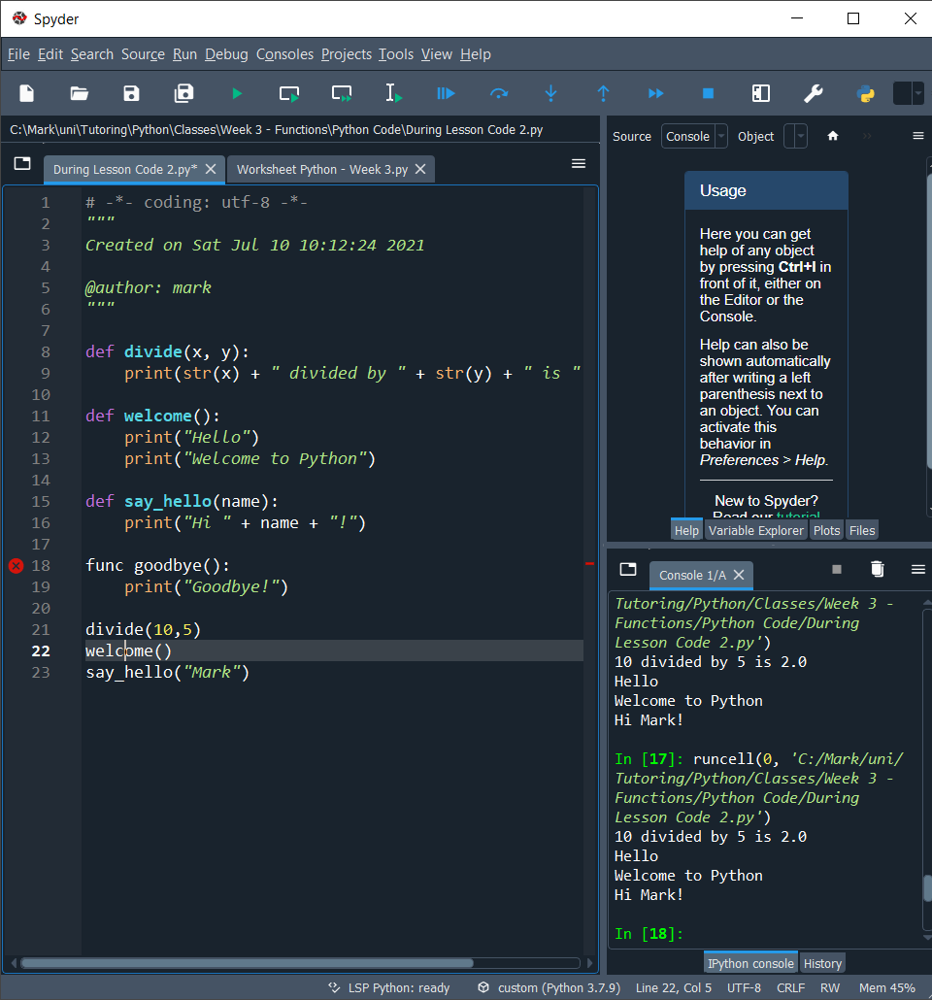 Spyder
File Edit Search Source Run Debug Consoles Projects Tools View Help
C:\Mark\uni\Tutoring\Python\Classes\Week 3 - Functions\Python Code\During Lesson Code 2.py
During Lesson Code 2.py*
Worksheet Python - Week 3.py
1 # -*- coding: utf-8 -*-
2 """
3 Created on Sat Jul 10 10:12:24 2021
4
5 @author: mark
6 """
7
8 def divide(x, y):
9     print(str(x) + " divided by " + str(y) + " is "
10
11 def welcome():
12     print("Hello")
13     print("Welcome to Python")
14
15 def say_hello(name):
16     print("Hi " + name + "!")
17
18 func goodbye():
19     print("Goodbye!")
20
21 divide(10,5)
22 welcome()
23 say_hello("Mark")
Source Console Object
Usage
Here you can get
help of any object
by pressing Ctrl+I in
front of it, either on
the Editor or the
Console.
Help can also be
shown automatically
after writing a left
parenthesis next to
an object. You can
activate this
behavior in
Preferences > Help.
New to Spyder?
Read our tutorial
Help Variable Explorer Plots Files
Console 1/A
Tutoring/Python/Classes/Week 3 -
Functions/Python Code/During
Lesson Code 2.py')
10 divided by 5 is 2.0
Hello
Welcome to Python
Hi Mark!
In [17]: runcell(0, 'C:/Mark/uni/
Tutoring/Python/Classes/Week 3 -
Functions/Python Code/During
Lesson Code 2.py')
10 divided by 5 is 2.0
Hello
Welcome to Python
Hi Mark!
In [18]:
IPython console History
LSP Python: ready custom (Python 3.7.9) Line 22, Col 5 UTF-8 CRLF RW Mem 45%